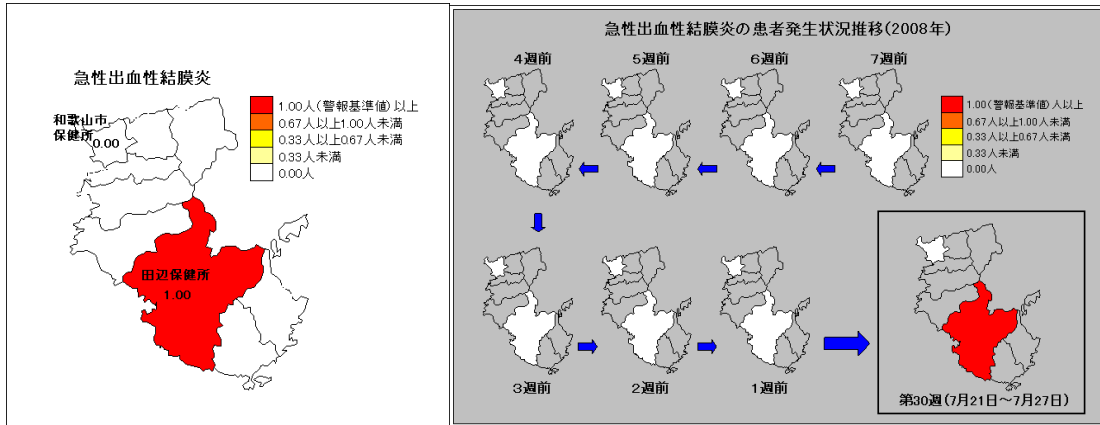 急性出血性結膜炎
和歌山市
保健所
0.00
1.00人(警報基準値)以上
0.67人以上1.00人未満
0.33人以上0.67人未満
0.33人未満
0.00人
田辺保健所
1.00
急性出血性結膜炎の患者発生状況推移(2008年)
4週前
5週前
6週前
7週前
1.00(警報基準値)人以上
0.67人以上1.00人未満
0.33人以上0.67人未満
0.33人未満
0.00人
3週前
2週前
1週前
第30週(7月21日~7月27日)